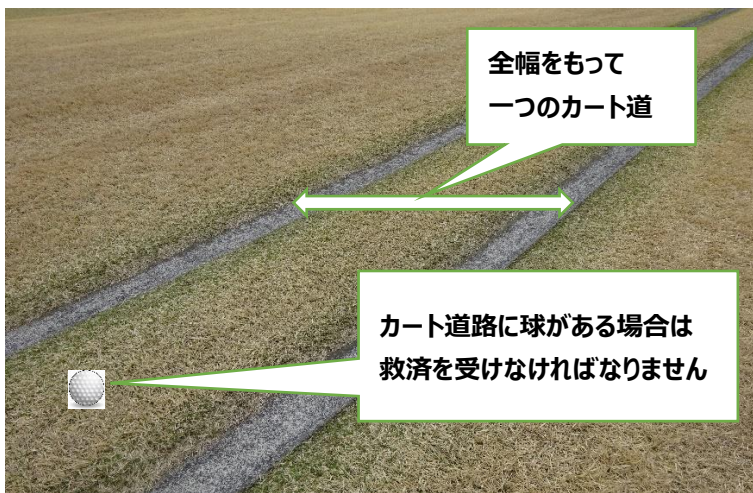 全幅をもって
一つのカート道
カート道路に球がある場合は
救済を受けなければなりません